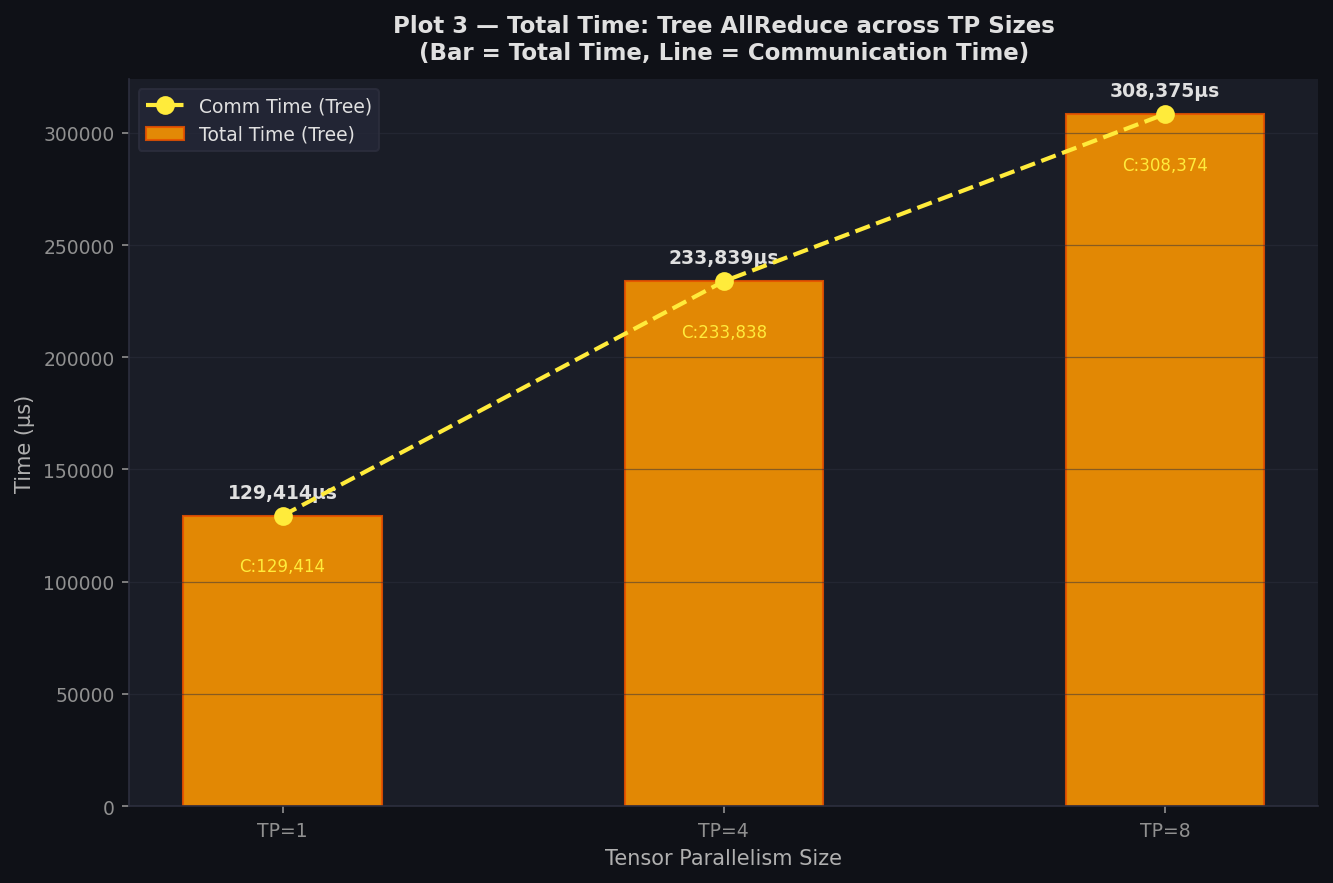 Plot 3 — Total Time: Tree AllReduce across TP Sizes
(Bar = Total Time, Line = Communication Time)
Comm Time (Tree)
Total Time (Tree)
308,375µs
C:308,374
233,839µs
C:233,838
129,414µs
C:129,414
300000
250000
200000
150000
100000
50000
0
Time (µs)
TP=1
TP=4
TP=8
Tensor Parallelism Size